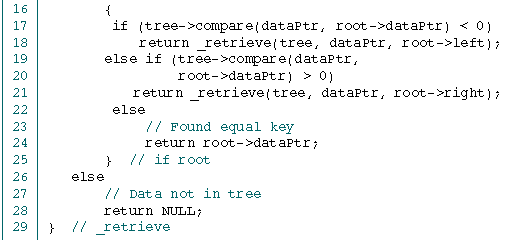 16 {
17 if (tree->compare(dataPtr, root->dataPtr) < 0)
18 return _retrieve(tree, dataPtr, root->left);
19 else if (tree->compare(dataPtr,
20 root->dataPtr) > 0)
21 return _retrieve(tree, dataPtr, root->right);
22 else
23 // Found equal key
24 return root->dataPtr;
25 } // if root
26 else
27 // Data not in tree
28 return NULL;
29 } // _retrieve